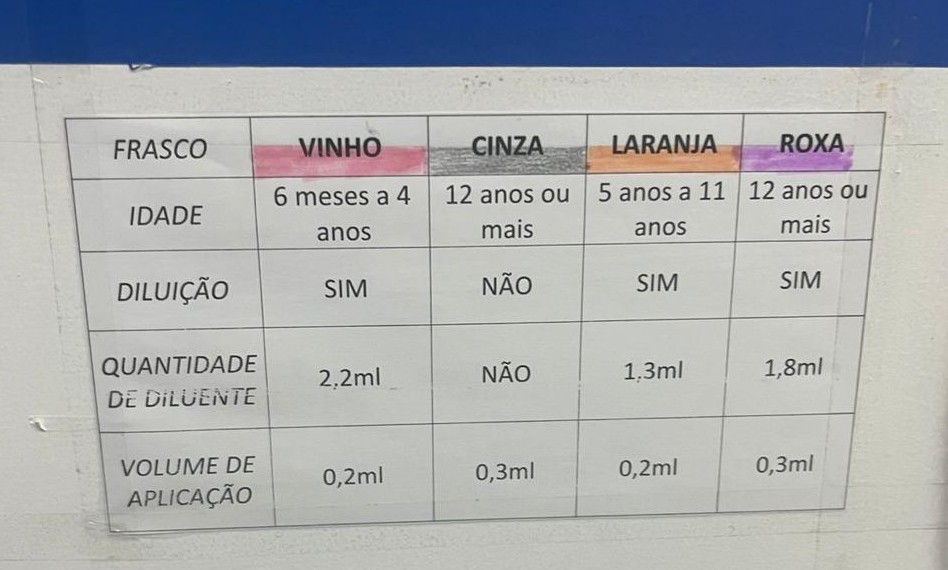 FRASCO VINHO CINZA LARANJA ROXA
IDADE 6 meses a 4 anos 12 anos ou mais 5 anos a 11 anos 12 anos ou mais
DILUIÇÃO SIM NÃO SIM SIM
QUANTIDADE DE DILUENTE 2,2ml NÃO 1,3ml 1,8ml
VOLUME DE APLICAÇÃO 0,2ml 0,3ml 0,2ml 0,3ml